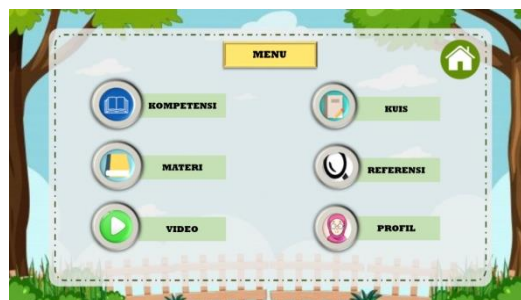 MENU
KOMPETENSI
KUIS
MATERI
REFERENSI
VIDEO
PROFIL